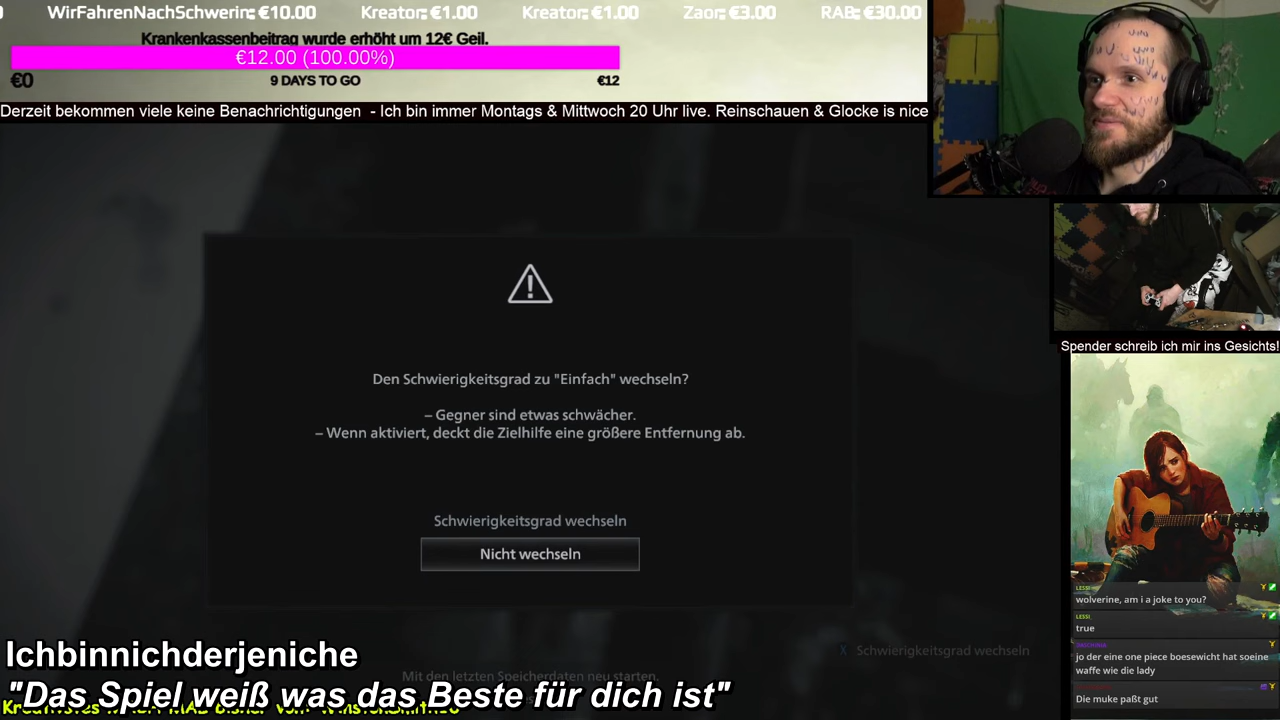 WirFahrenNachSchwerin: €10.00 Kreator: €1.00 Kreator: €1.00 Zaor: €3.00 RAB: €30.00
Krankenkassenbeitrag wurde erhöht um 12€ Geil.
€12.00 (100.00%)
€0 9 DAYS TO GO €12
Derzeit bekommen viele keine Benachrichtigungen - Ich bin immer Montags & Mittwoch 20 Uhr live. Reinschauen & Glocke is nice
Spender schreib ich mir ins Gesichts!
Den Schwierigkeitsgrad zu "Einfach" wechseln?
– Gegner sind etwas schwächer.
– Wenn aktiviert, deckt die Zielhilfe eine größere Entfernung ab.
Schwierigkeitsgrad wechseln
Nicht wechseln
X Schwierigkeitsgrad wechseln
Mit den letzten Speicherdaten neu starten.
Ichbinnichderjeniche
"Das Spiel weiß was das Beste für dich ist"
LESSI
wolverine, am i a joke to you?
LESSI
true
jo der eine one piece boesewicht hat soeine
waffe wie die lady
Die muke paßt gut